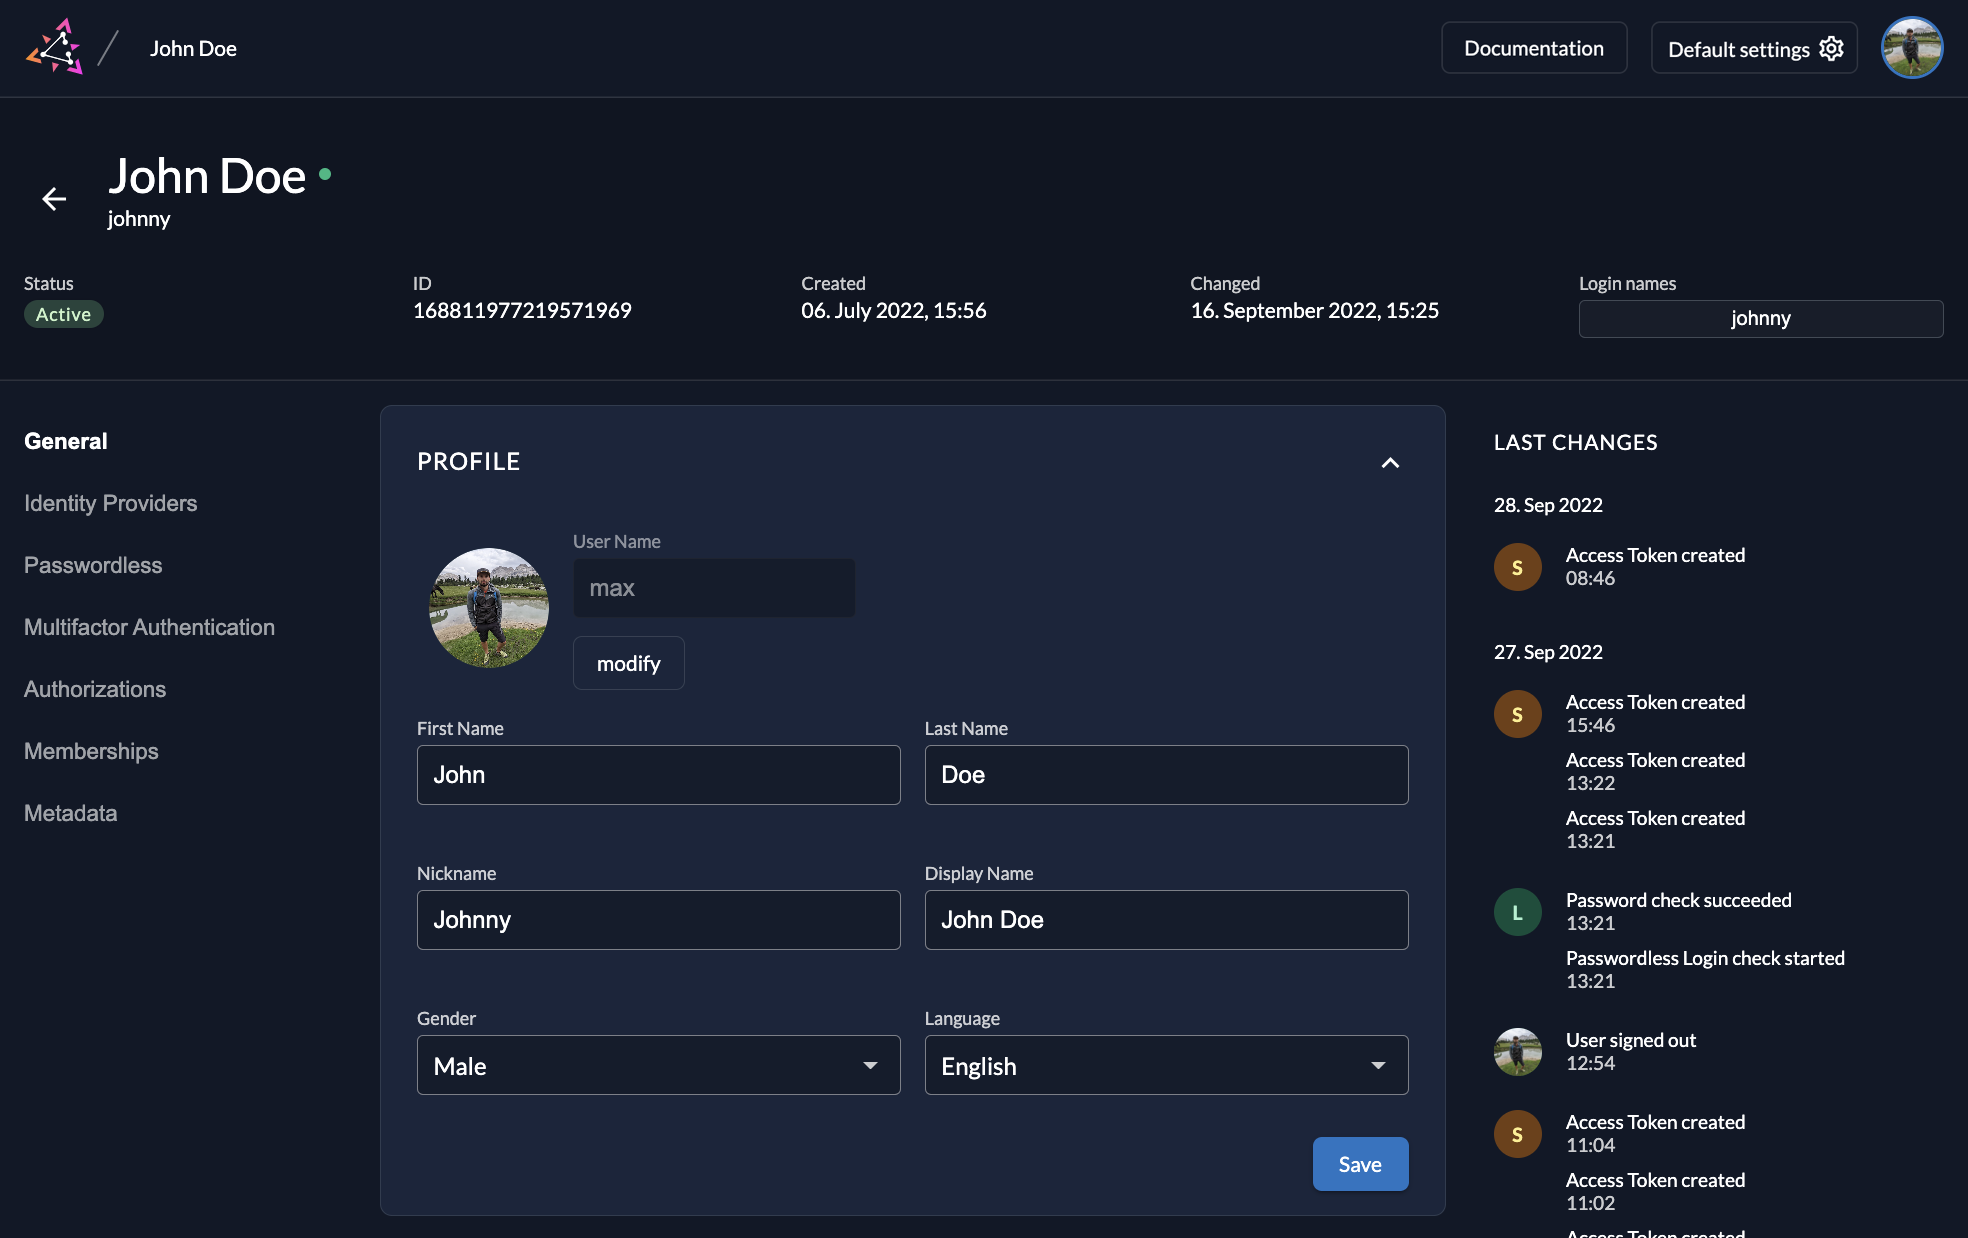 John Doe
Documentation
Default settings
John Doe
johnny
Status
Active
ID
168811977219571969
Created
06. July 2022, 15:56
Changed
16. September 2022, 15:25
Login names
johnny
General
Identity Providers
Passwordless
Multifactor Authentication
Authorizations
Memberships
Metadata
PROFILE
User Name
max
modify
First Name
John
Last Name
Doe
Nickname
Johnny
Display Name
John Doe
Gender
Male
Language
English
Save
LAST CHANGES
28. Sep 2022
S
Access Token created
08:46
27. Sep 2022
S
Access Token created
15:46
Access Token created
13:22
Access Token created
13:21
L
Password check succeeded
13:21
Passwordless Login check started
13:21
User signed out
12:54
S
Access Token created
11:04
Access Token created
11:02
Access Token created